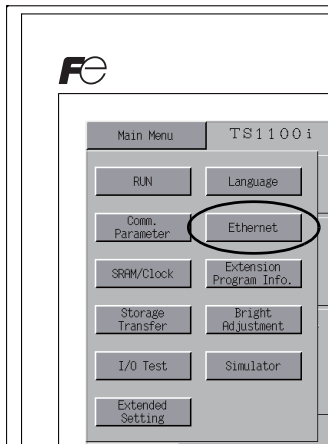 Fe
Main Menu
TS1100i
RUN
Language
Comm.
Parameter
Ethernet
SRAM/Clock
Extension
Program Info.
Storage
Transfer
Bright
Adjustment
I/O Test
Simulator
Extended
Setting